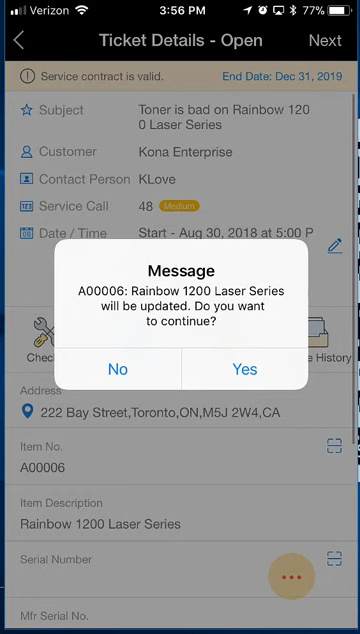 Verizon 3:56 PM 77%
Ticket Details - Open Next
Service contract is valid. End Date: Dec 31, 2019
Subject Toner is bad on Rainbow 120
0 Laser Series
Customer Kona Enterprise
Contact Person KLove
123 Service Call 48 Medium
Date / Time Start - Aug 30, 2018 at 5:00 P
Message
A00006: Rainbow 1200 Laser Series
will be updated. Do you want
to continue?
No Yes
Chec e History
Address
222 Bay Street,Toronto,ON,M5J 2W4,CA
Item No.
A00006
Item Description
Rainbow 1200 Laser Series
Serial Number
Mfr Serial No.